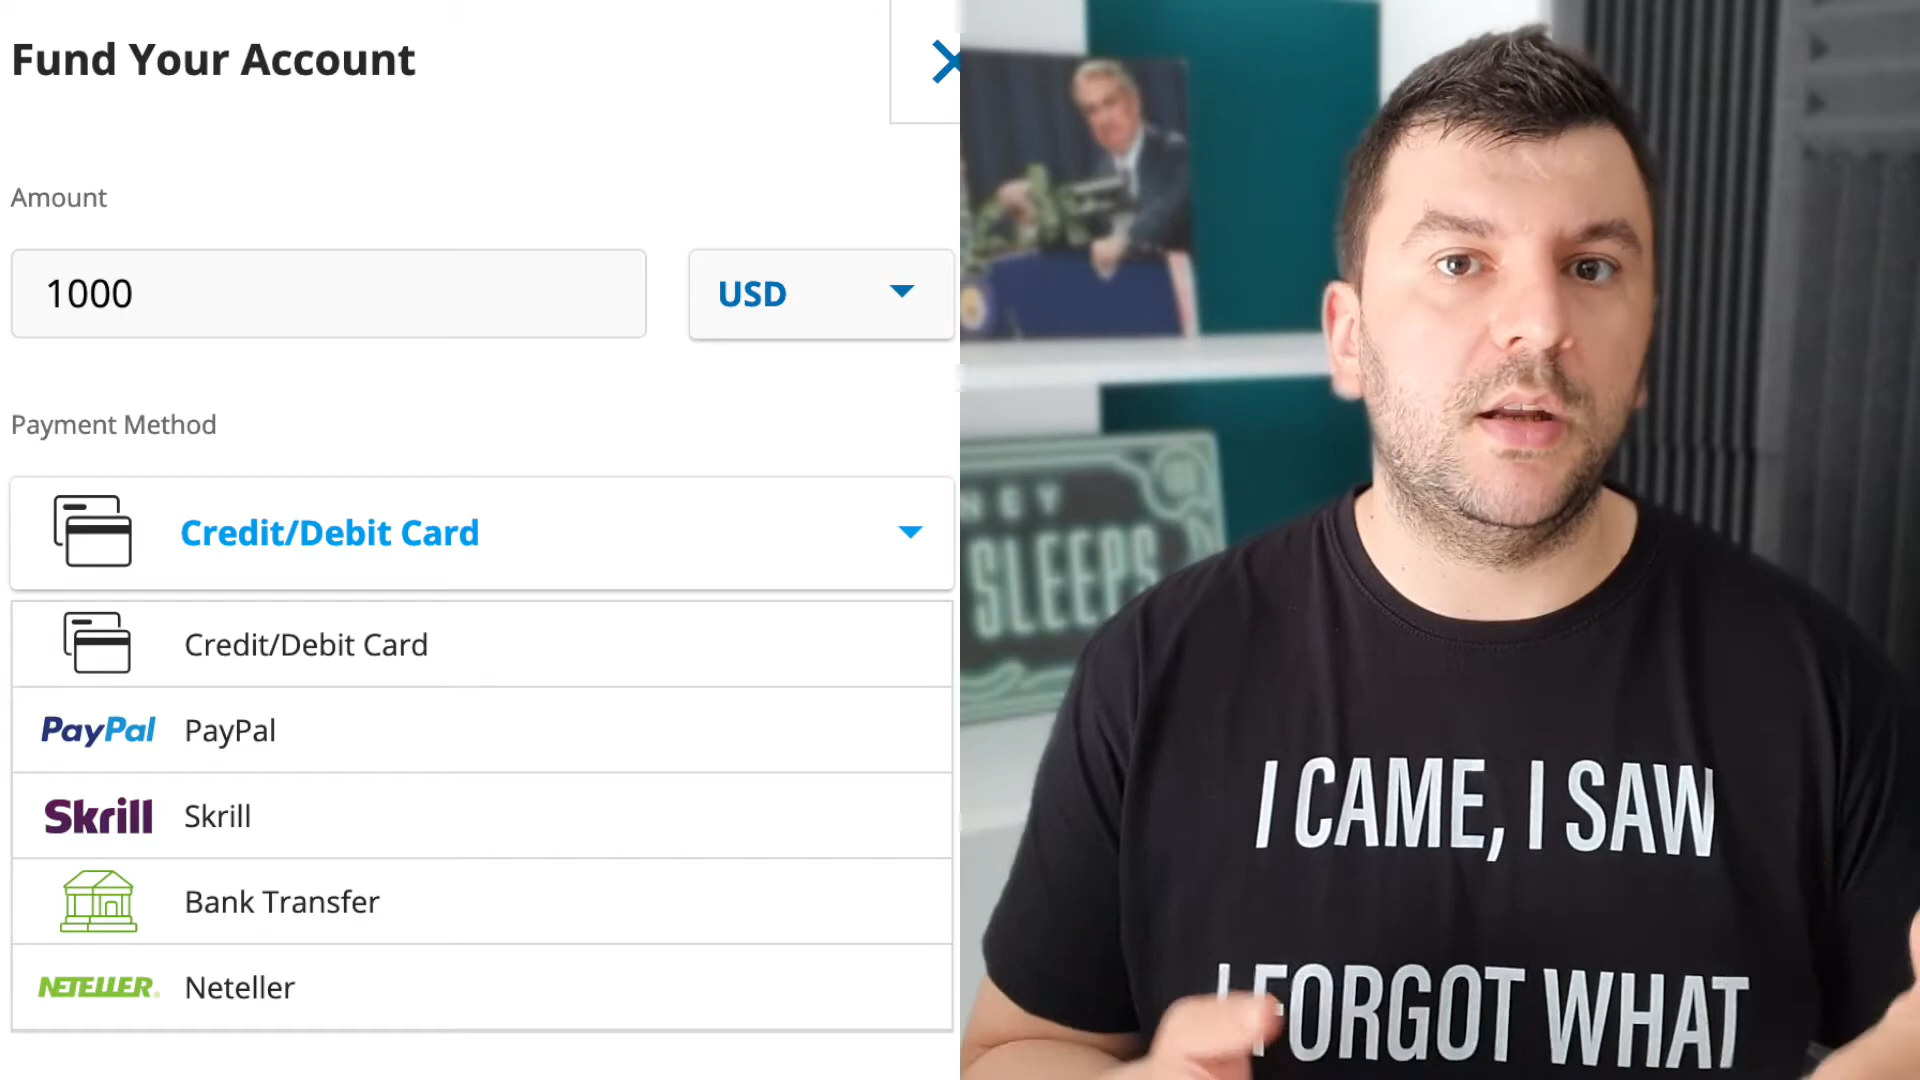 Fund Your Account
Amount
1000
USD
Payment Method
Credit/Debit Card
Credit/Debit Card
PayPal PayPal
Skrill Skrill
Bank Transfer
NETELLER. Neteller
NEY
SLEEPS
I CAME, I SAW
I FORGOT WHAT